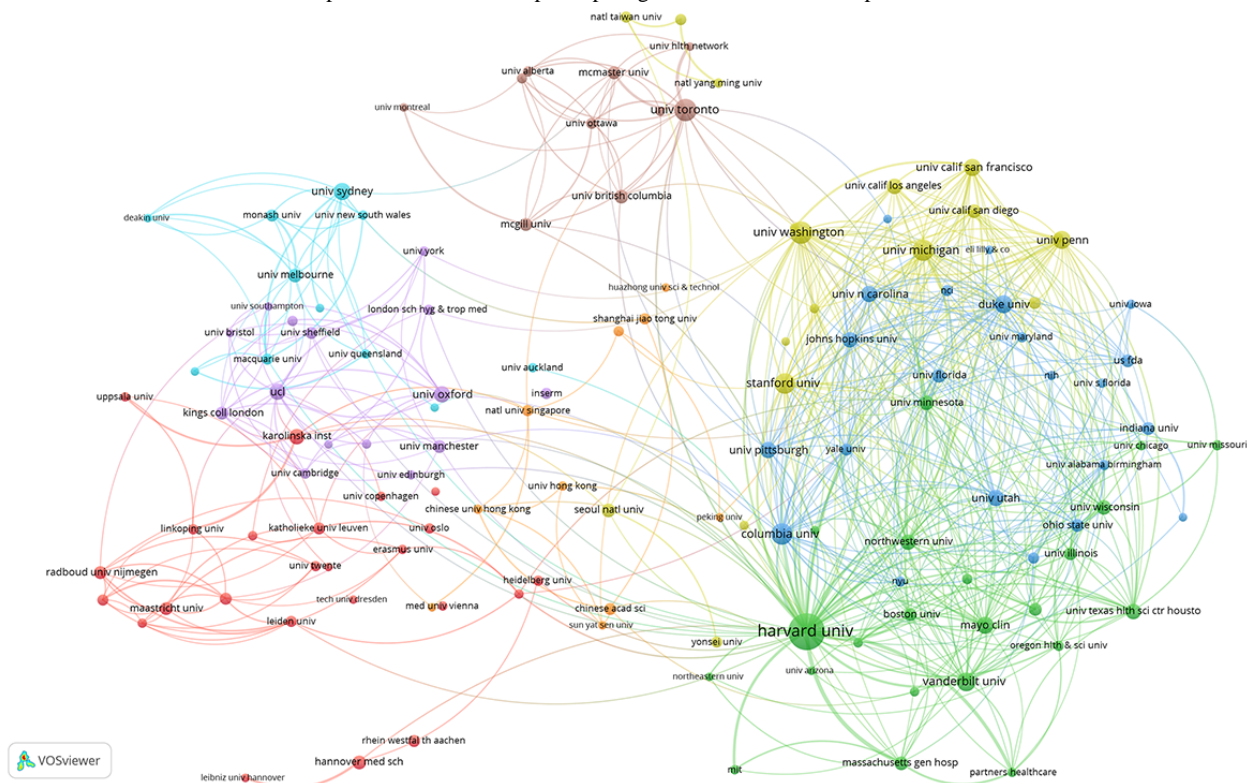 natl taiwan univ
univ hlth network
univ alberta
mcmaster univ
natl yang ming univ
univ montreal
univ toronto
univ ottawa
univ calif san francisco
univ calif los angeles
univ sydney
univ british columbia
deakin univ
monash univ
univ new south wales
univ calif san diego
mcgill univ
univ washington
univ penn
univ york
univ michigan
eli lilly & co
univ melbourne
huazhong univ sci & technol
univ n carolina
nci
duke univ
univ iowa
univ southampton
london sch hyg & trop med
shanghai jiao tong univ
univ bristol
univ sheffield
johns hopkins univ
univ maryland
macquarie univ
univ queensland
us fda
univ auckland
univ florida
nih
univ s florida
stanford univ
ucl
univ oxford
inserm
uppsala univ
univ minnesota
kings coll london
natl univ singapore
karolinska inst
indiana univ
univ manchester
univ pittsburgh
yale univ
univ chicago
univ missouri
univ cambridge
univ edinburgh
univ alabama birmingham
univ hong kong
univ copenhagen
univ utah
chinese univ hong kong
seoul natl univ
univ wisconsin
peking univ
linkoping univ
katholieke univ leuven
univ oslo
columbia univ
ohio state univ
northwestern univ
erasmus univ
univ illinois
univ twente
radboud univ nijmegen
heidelberg univ
nyu
tech univ dresden
maastricht univ
med univ vienna
chinese acad sci
boston univ
univ texas hlth sci ctr housto
leiden univ
sun yat sen univ
harvard univ
mayo clin
yonsei univ
oregon hlth & sci univ
northeastern univ
univ arizona
vanderbilt univ
rhein westfal th aachen
hannover med sch
massachusetts gen hosp
mit
partners healthcare
leibniz univ hannover
VOSviewer